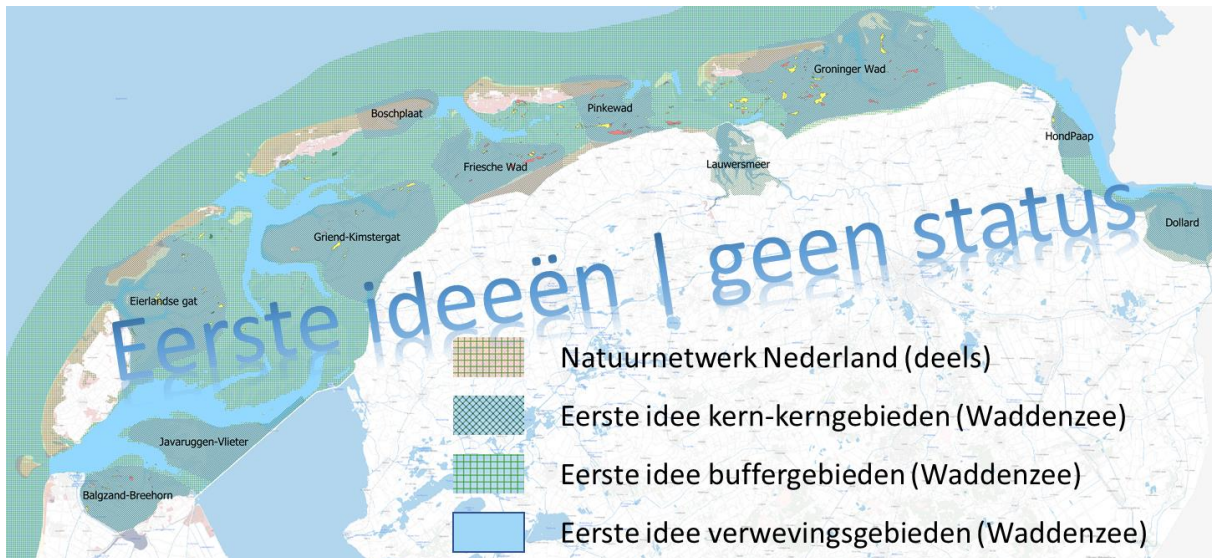 Groninger Wad
Boschplaat
Pinkewad
HondPaap
Friesche Wad
Lauwersmeer
Dollard
Griend-Kimstergat
Eierlandse gat
Eerste ideeën | geen status
Natuurnetwerk Nederland (deels)
Eerste idee kern-kerngebieden (Waddenzee)
Javaruggen-Vlieter
Eerste idee buffergebieden (Waddenzee)
Balgzand-Breehorn
Eerste idee verwevingsgebieden (Waddenzee)